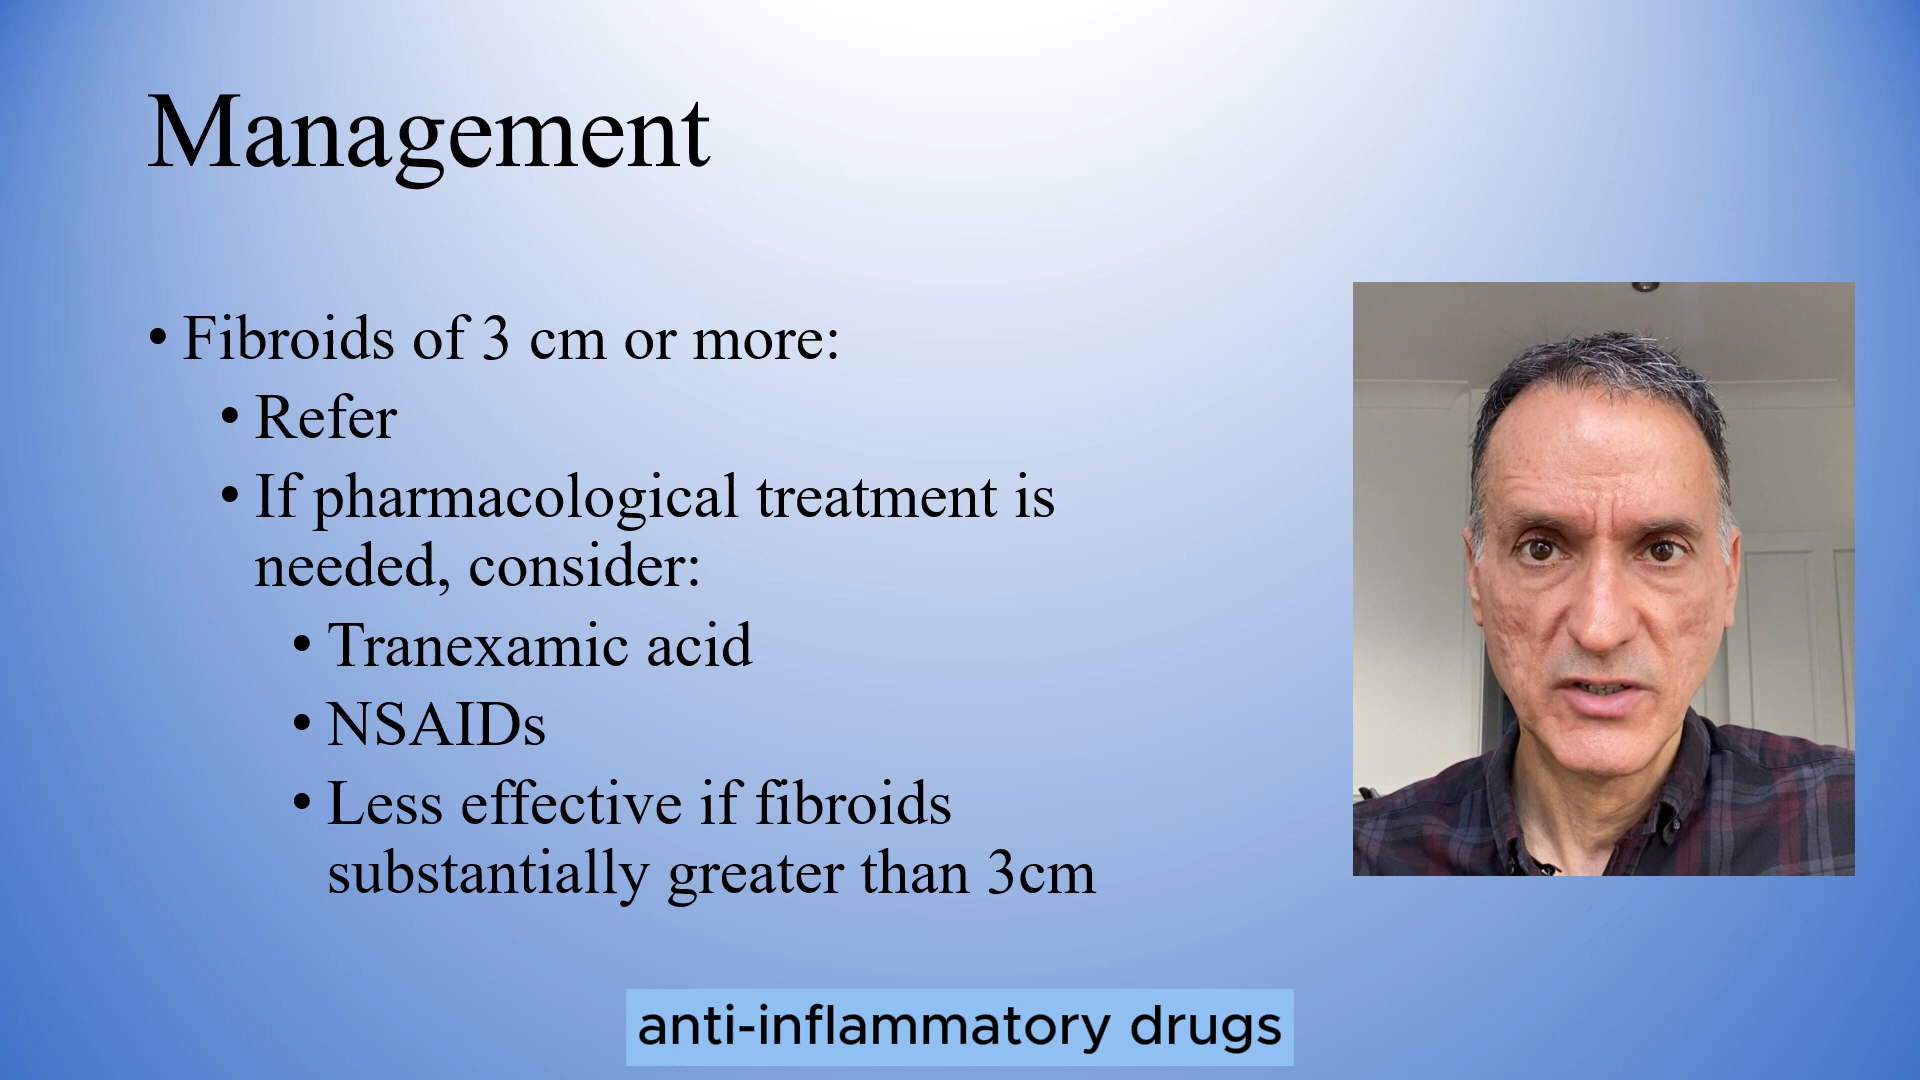 Management
• Fibroids of 3 cm or more:
• Refer
• If pharmacological treatment is
needed, consider:
• Tranexamic acid
• NSAIDs
• Less effective if fibroids
substantially greater than 3cm
anti-inflammatory drugs